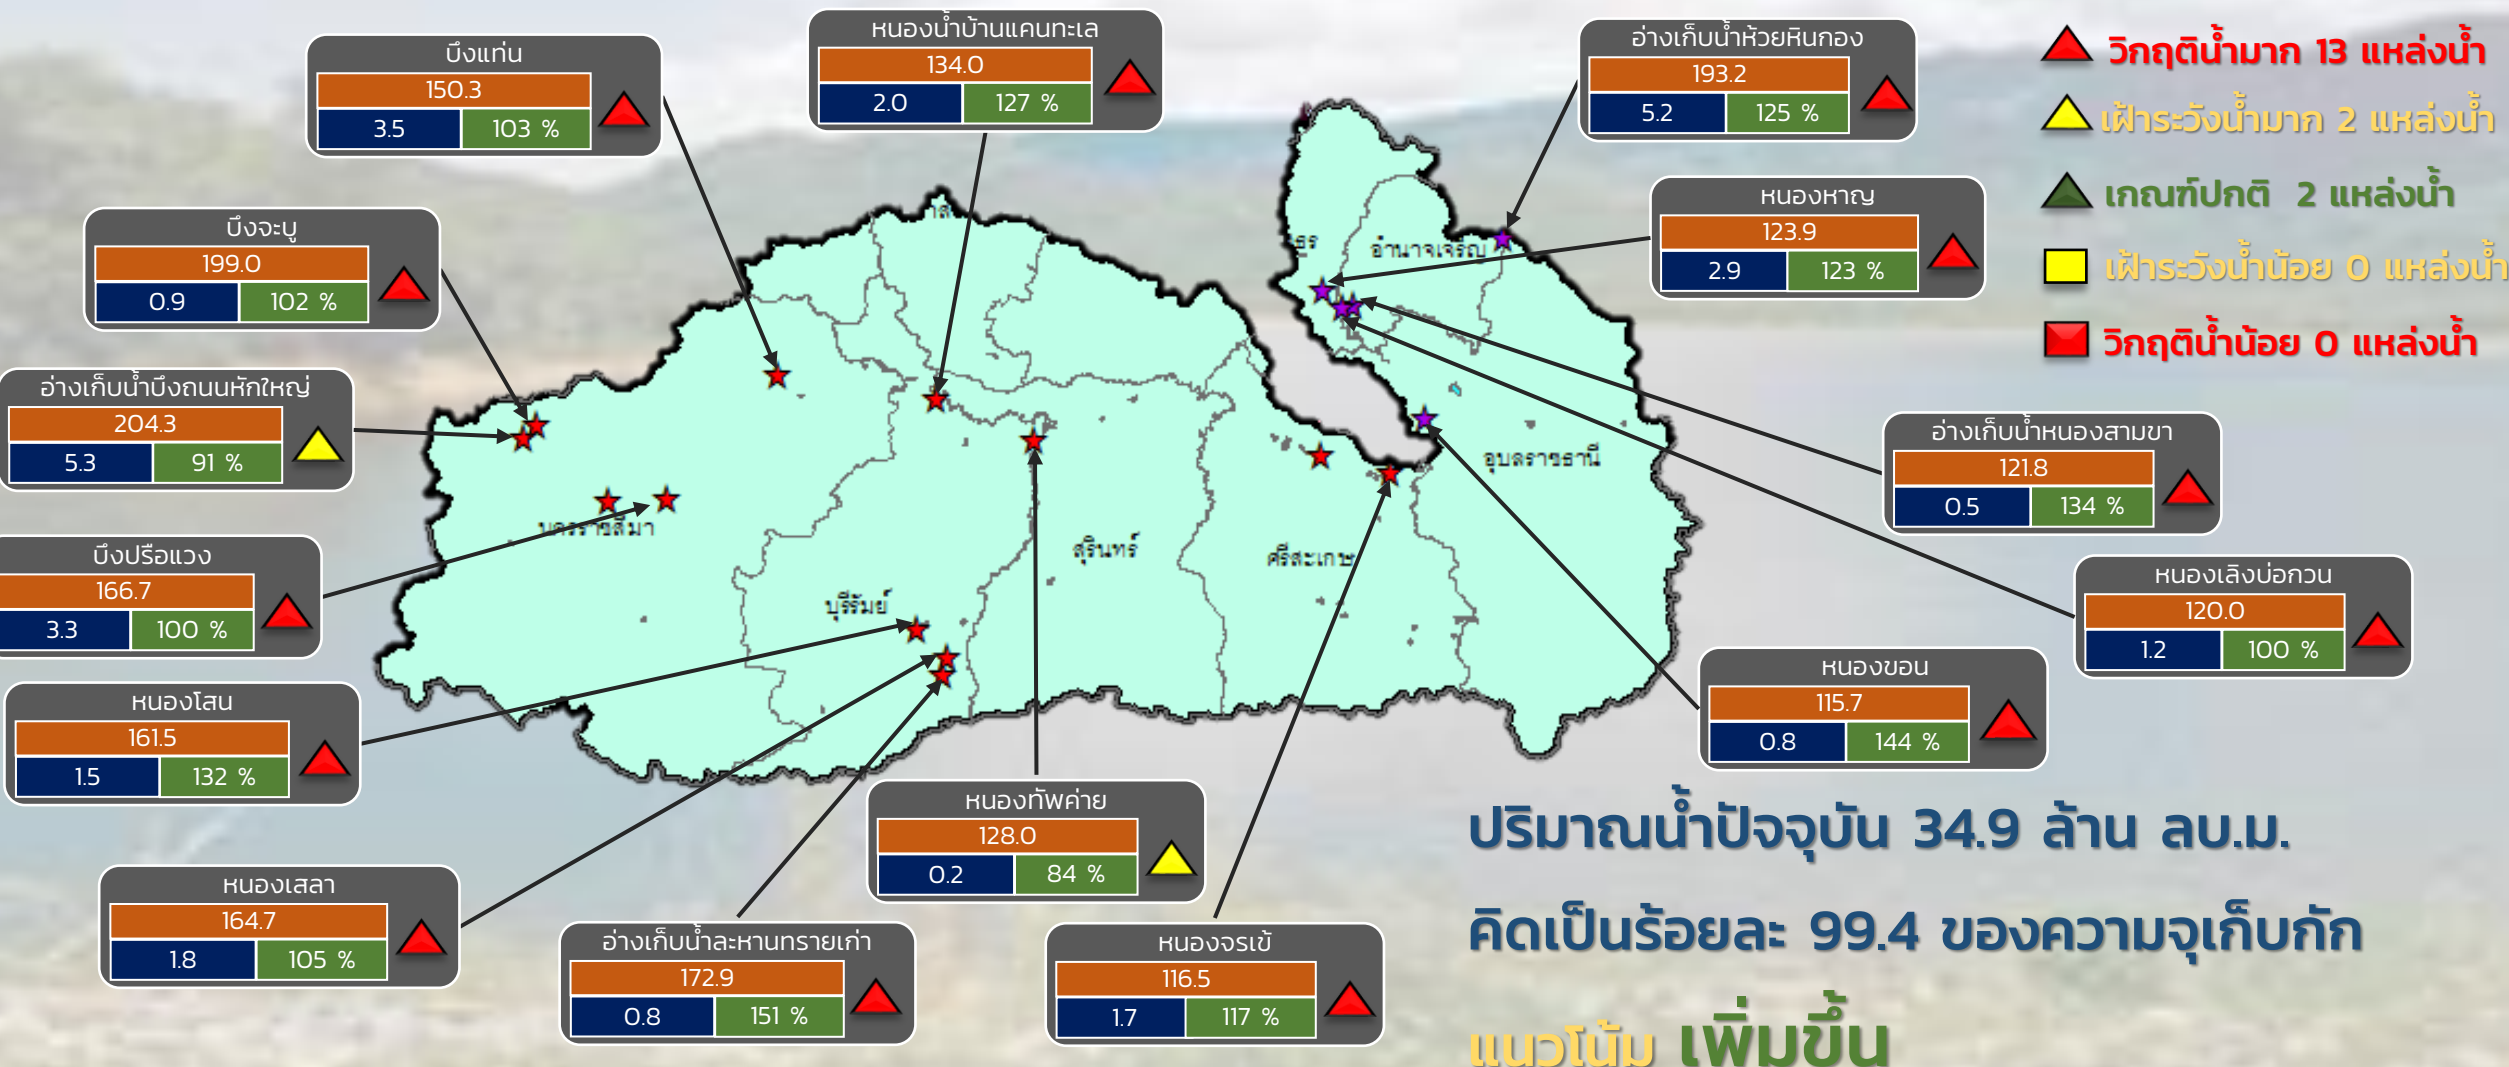 บึงแท่น
150.3
3.5 103 %
หนองน้ำบ้านแคนทะเล
134.0
2.0 127 %
อ่างเก็บน้ำห้วยหินกอง
193.2
5.2 125 %
วิกฤติน้ำมาก 13 แหล่งน้ำ
เฝ้าระวังน้ำมาก 2 แหล่งน้ำ
เกณฑ์ปกติ 2 แหล่งน้ำ
เฝ้าระวังน้ำน้อย 0 แหล่งน้ำ
วิกฤติน้ำน้อย 0 แหล่งน้ำ
บึงจะบู
199.0
0.9 102 %
หนองหาญ
123.9
2.9 123 %
อ่างเก็บน้ำบึงถนนหักใหญ่
204.3
5.3 91 %
อ่างเก็บน้ำหนองสามขา
121.8
0.5 134 %
บึงปรือแวง
166.7
3.3 100 %
หนองเลิงบ่อกวน
120.0
1.2 100 %
หนองโสน
161.5
1.5 132 %
หนองขอน
115.7
0.8 144 %
หนองทัพค่าย
128.0
0.2 84 %
หนองเสลา
164.7
1.8 105 %
อ่างเก็บน้ำละหานทรายเก่า
172.9
0.8 151 %
หนองจรเข้
116.5
1.7 117 %
อำนาจเจริญ
อุบลราชธานี
นครราชสีมา
สุรินทร์
ศรีสะเกษ
บุรีรัมย์
ปริมาณน้ำปัจจุบัน 34.9 ล้าน ลบ.ม.
คิดเป็นร้อยละ 99.4 ของความจุเก็บกัก
แนวโน้ม เพิ่มขึ้น